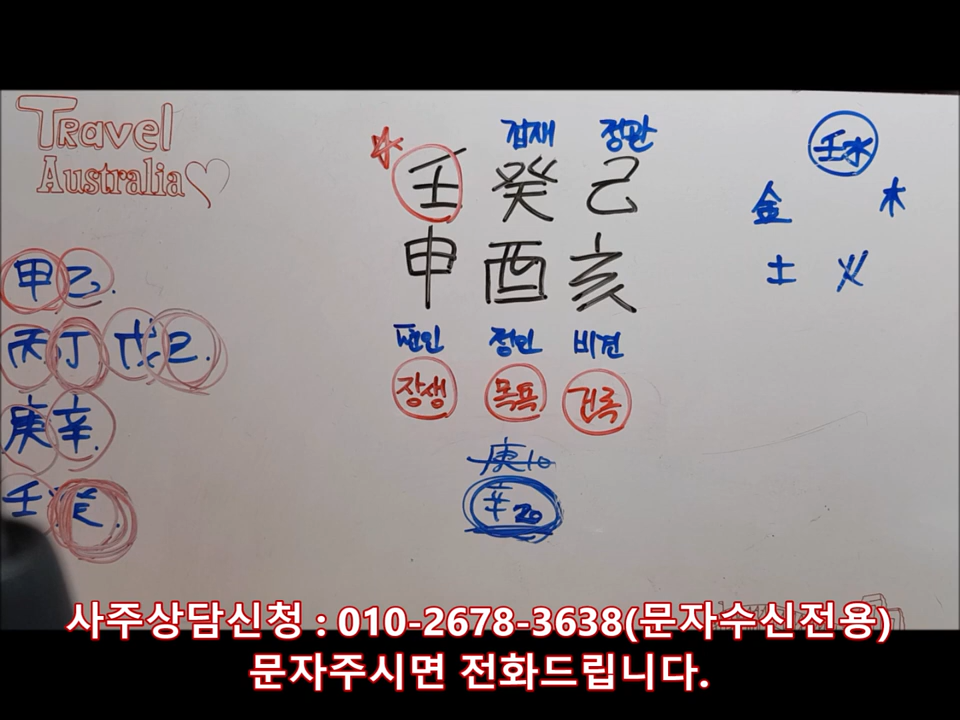 Travel
Australia
水
겁재 정관
壬 癸 己
申 酉 亥
편인 정인 비견
장생 목욕 건록
庚10
辛20
壬水
金 木
土 火
甲乙.
丙丁戊己.
庚辛.
壬癸.
사주상담신청 : 010-2678-3638(문자수신전용)
문자주시면 전화드립니다.